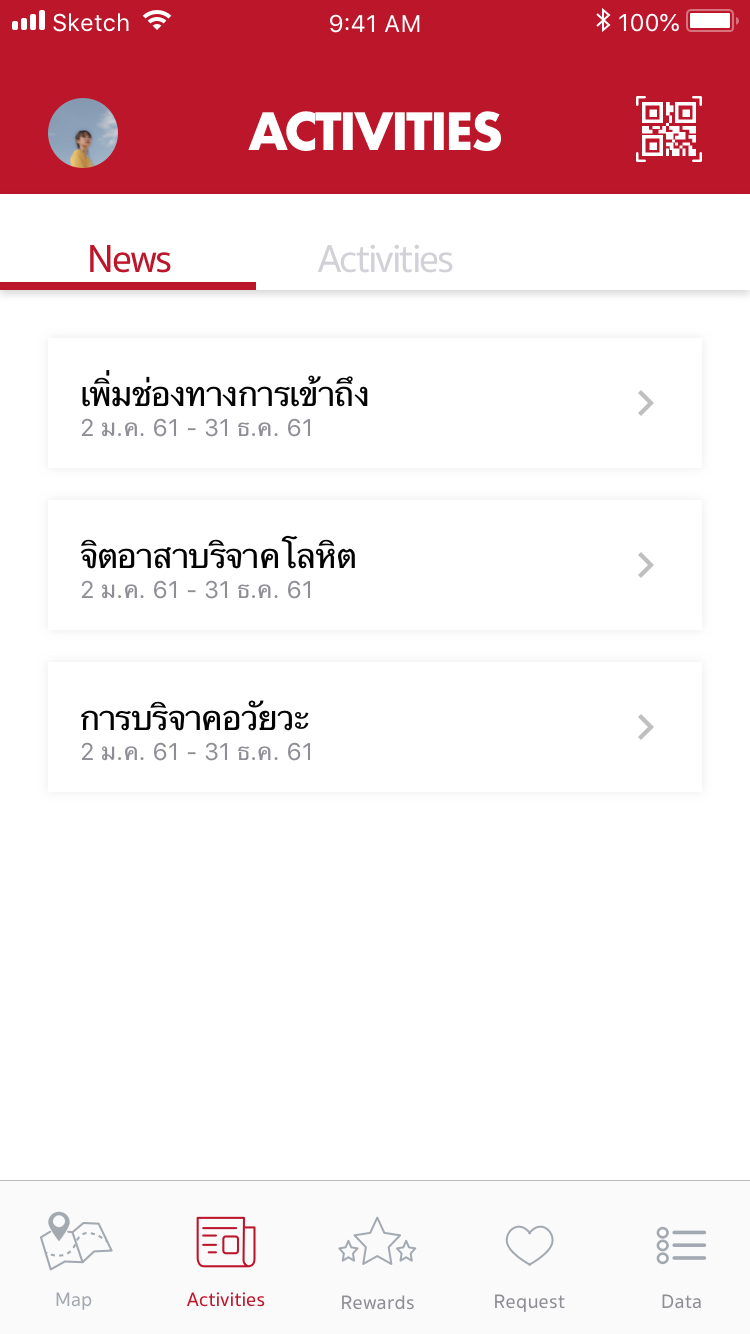 Sketch 9:41 AM 100%
ACTIVITIES
News Activities
เพิ่มช่องทางการเข้าถึง
2 ม.ค. 61 - 31 ธ.ค. 61
จิตอาสาบริจาคโลหิต
2 ม.ค. 61 - 31 ธ.ค. 61
การบริจาคอวัยวะ
2 ม.ค. 61 - 31 ธ.ค. 61
Map Activities Rewards Request Data